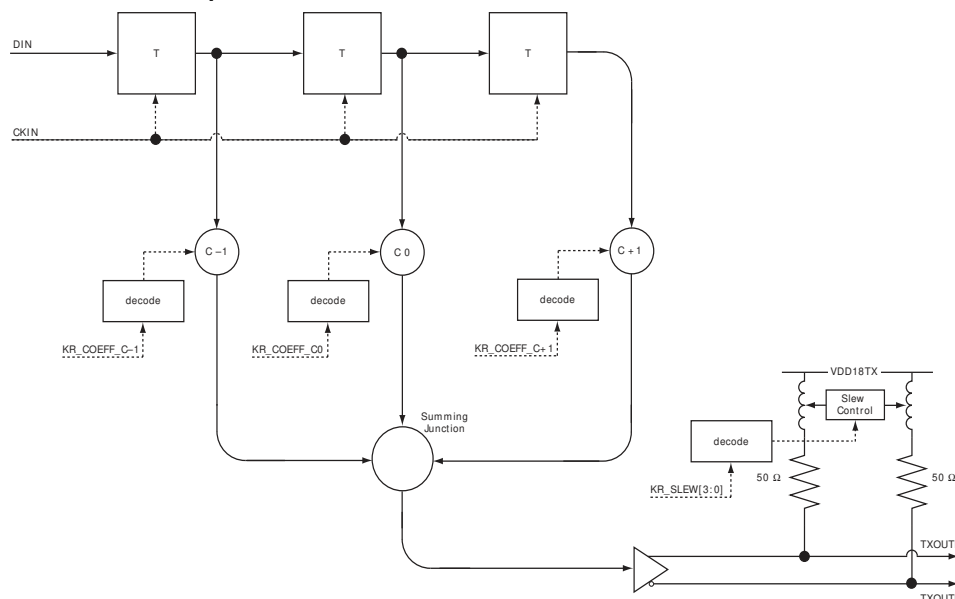 DIN
T
T
T
CKIN
C –1
C 0
C +1
decode
decode
decode
KR_COEFF_C–1
KR_COEFF_C0
KR_COEFF_C+1
VDD18TX
Slew
Control
Summing
Junction
decode
50 Ω
50 Ω
KR_SLEW[3:0]
TXOUT
TXOUT